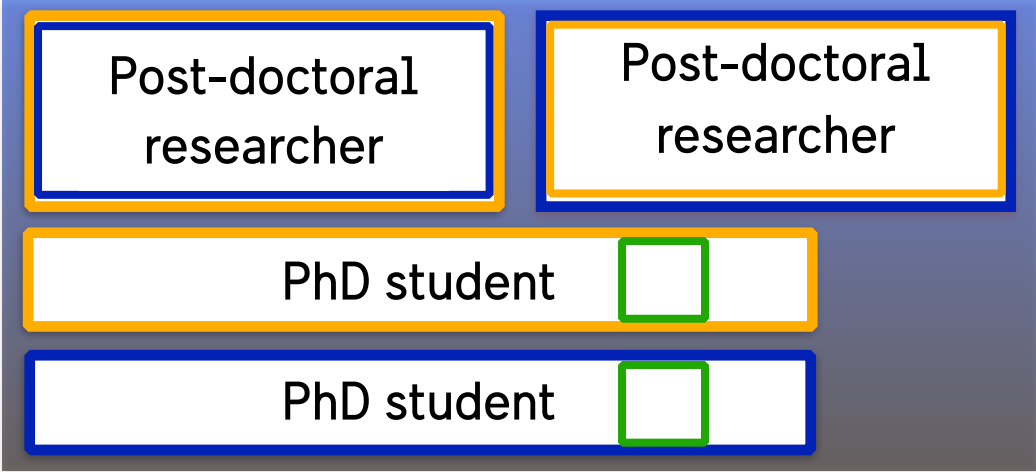 Post-doctoral
researcher
Post-doctoral
researcher
PhD student
PhD student